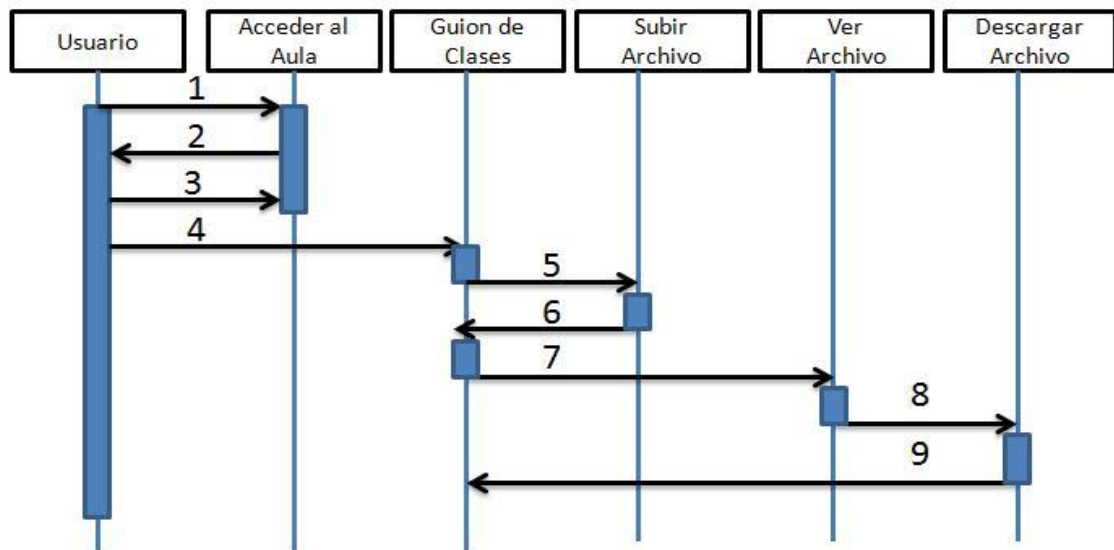 Usuario
Acceder al
Aula
Guion de
Clases
Subir
Archivo
Ver
Archivo
Descargar
Archivo
1
2
3
4
5
6
7
8
9